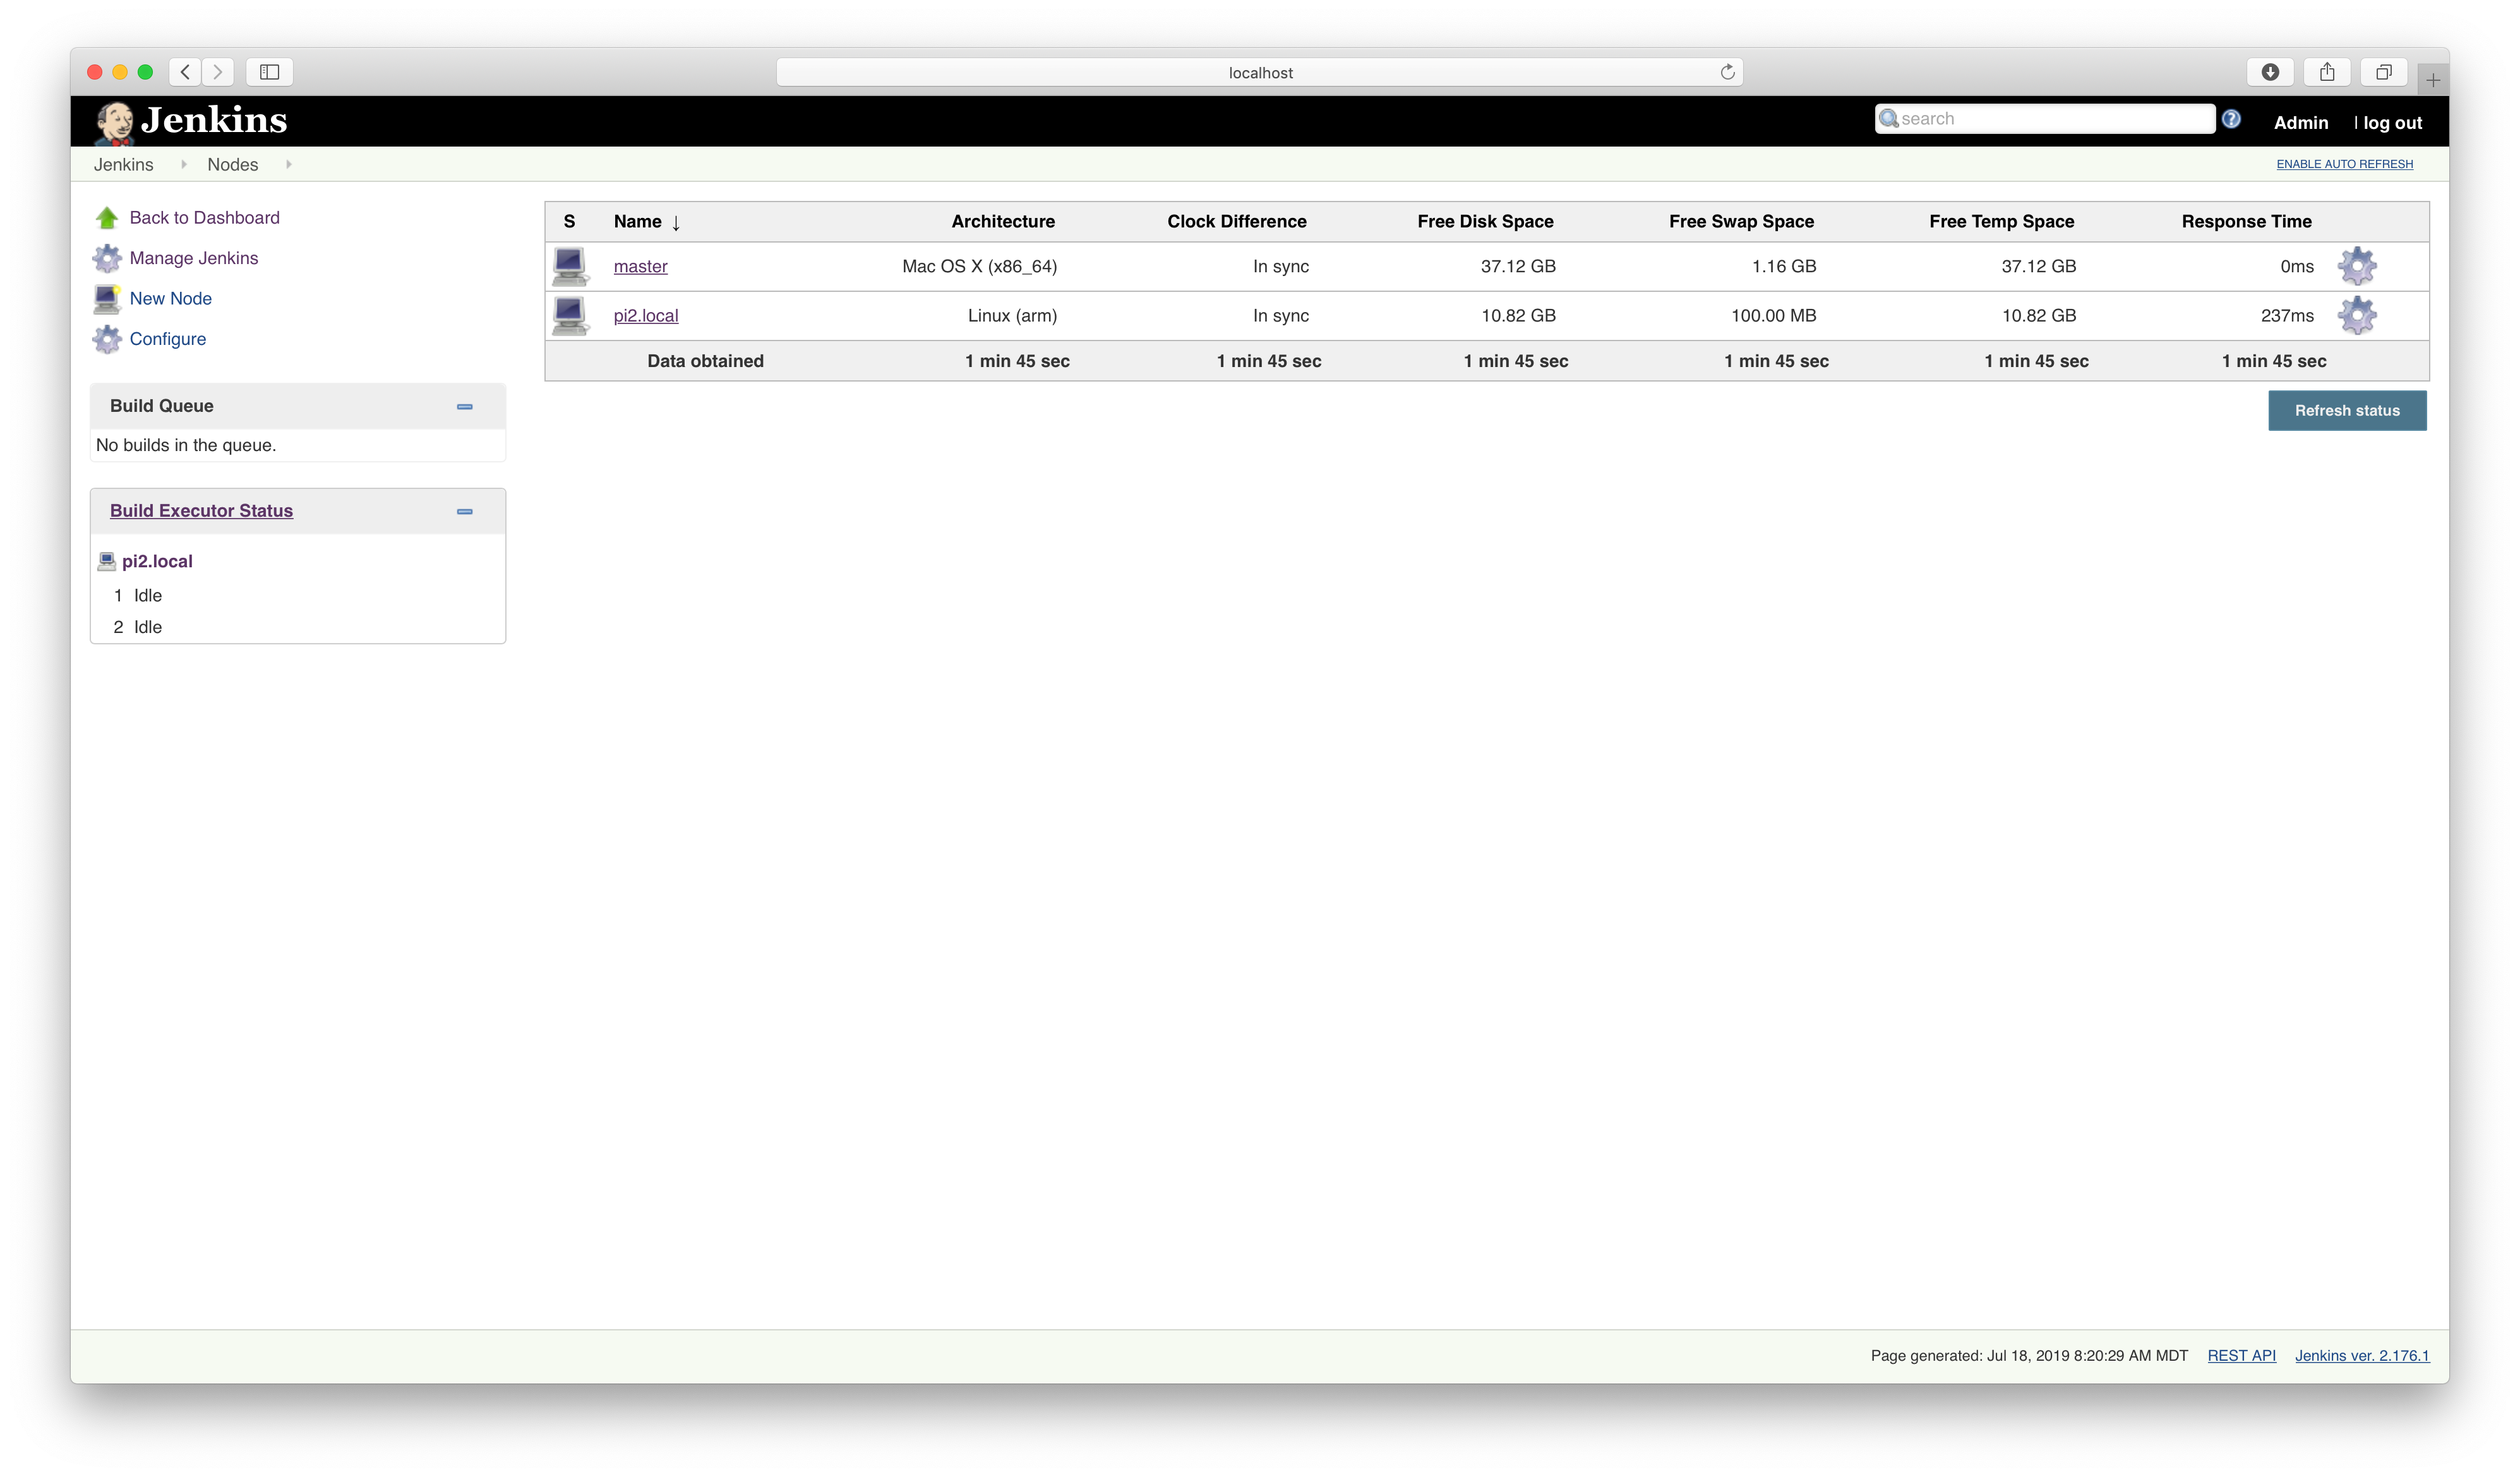 localhost
Jenkins
search
Admin
| log out
Jenkins Nodes
ENABLE AUTO REFRESH
Back to Dashboard
Manage Jenkins
New Node
Configure
Build Queue
No builds in the queue.
Build Executor Status
pi2.local
1 Idle
2 Idle
S Name ↓ Architecture Clock Difference Free Disk Space Free Swap Space Free Temp Space Response Time
master Mac OS X (x86_64) In sync 37.12 GB 1.16 GB 37.12 GB 0ms
pi2.local Linux (arm) In sync 10.82 GB 100.00 MB 10.82 GB 237ms
Data obtained 1 min 45 sec 1 min 45 sec 1 min 45 sec 1 min 45 sec 1 min 45 sec 1 min 45 sec
Refresh status
Page generated: Jul 18, 2019 8:20:29 AM MDT REST API Jenkins ver. 2.176.1